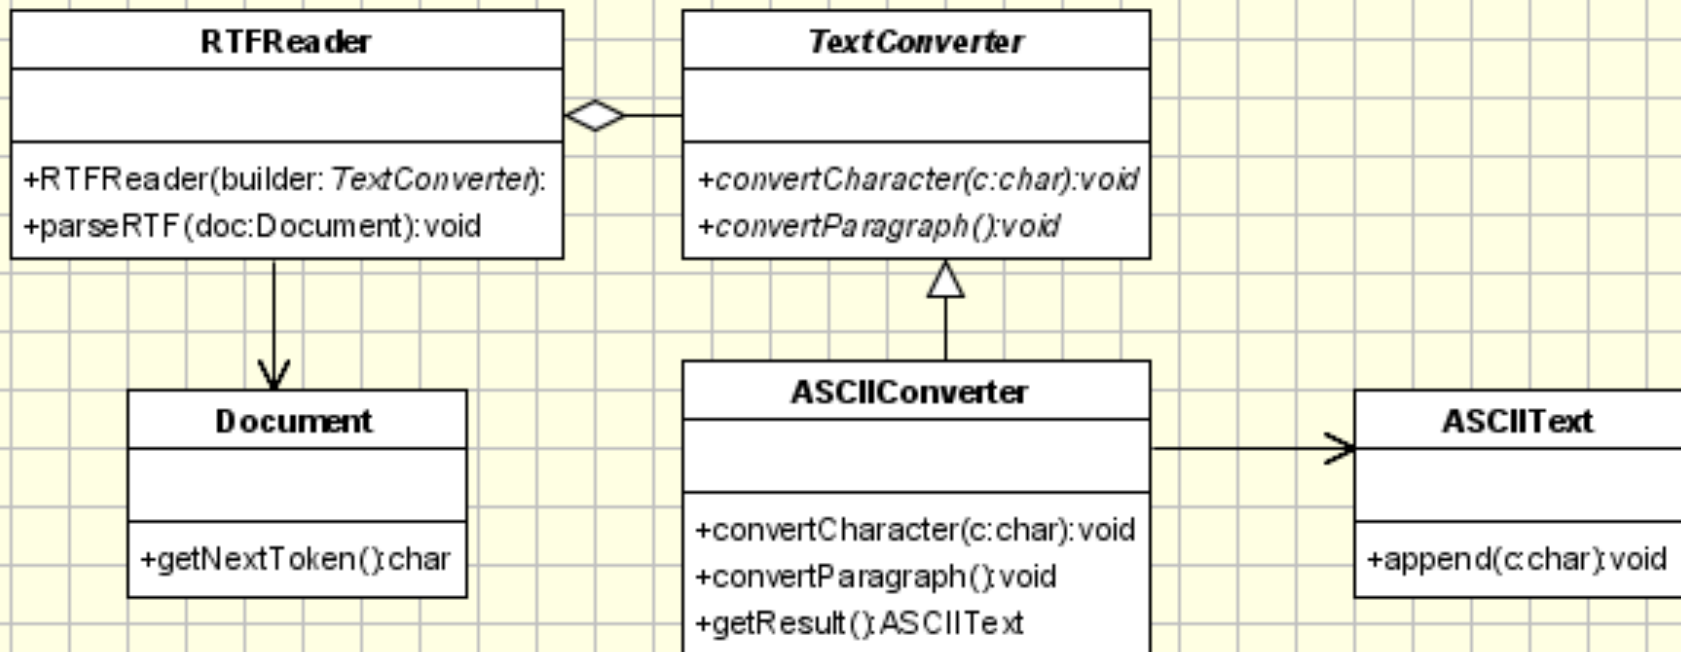 RTFReader
+RTFReader(builder: TextConverter):
+parseRTF(doc:Document):void
TextConverter
+convertCharacter(c:char):void
+convertParagraph():void
Document
+getNextToken():char
ASCIIConverter
+convertCharacter(c:char):void
+convertParagraph():void
+getResult():ASCIIText
ASCIIText
+append(c:char):void